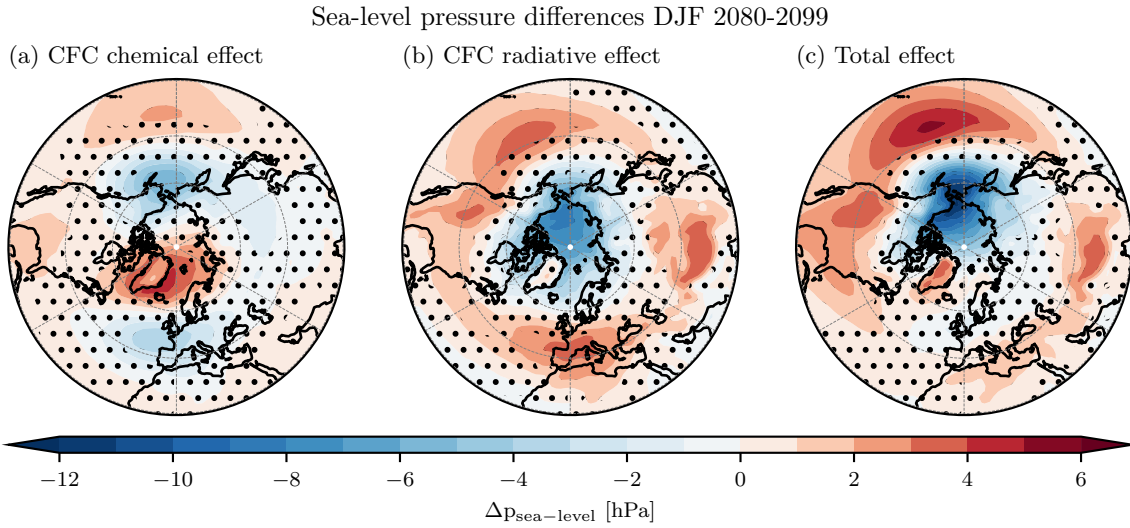 Sea-level pressure differences DJF 2080-2099
(a) CFC chemical effect
(b) CFC radiative effect
(c) Total effect
−12 −10 −8 −6 −4 −2 0 2 4 6
Δp_sea−level [hPa]